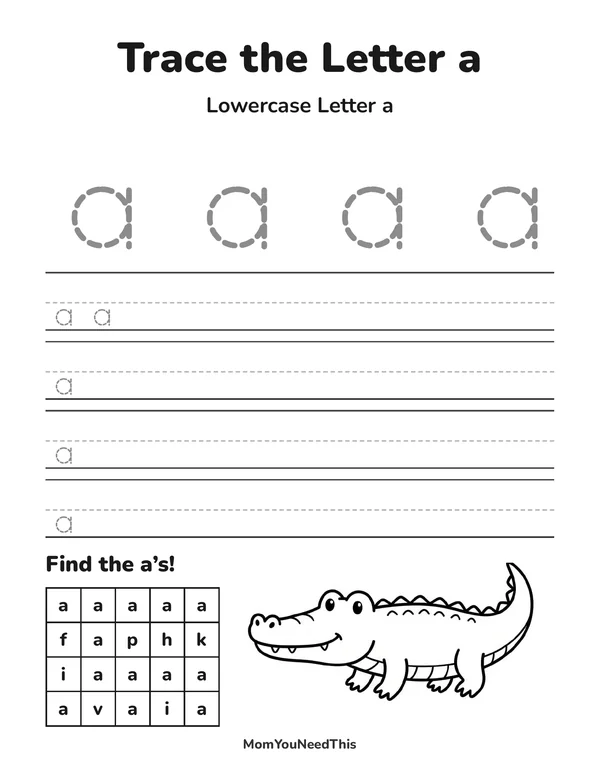 Trace the Letter a
Lowercase Letter a
a a a a
a a
a
a
a
Find the a's!
a a a a a
f a p h k
i a a a a
a v a i a
MomYouNeedThis